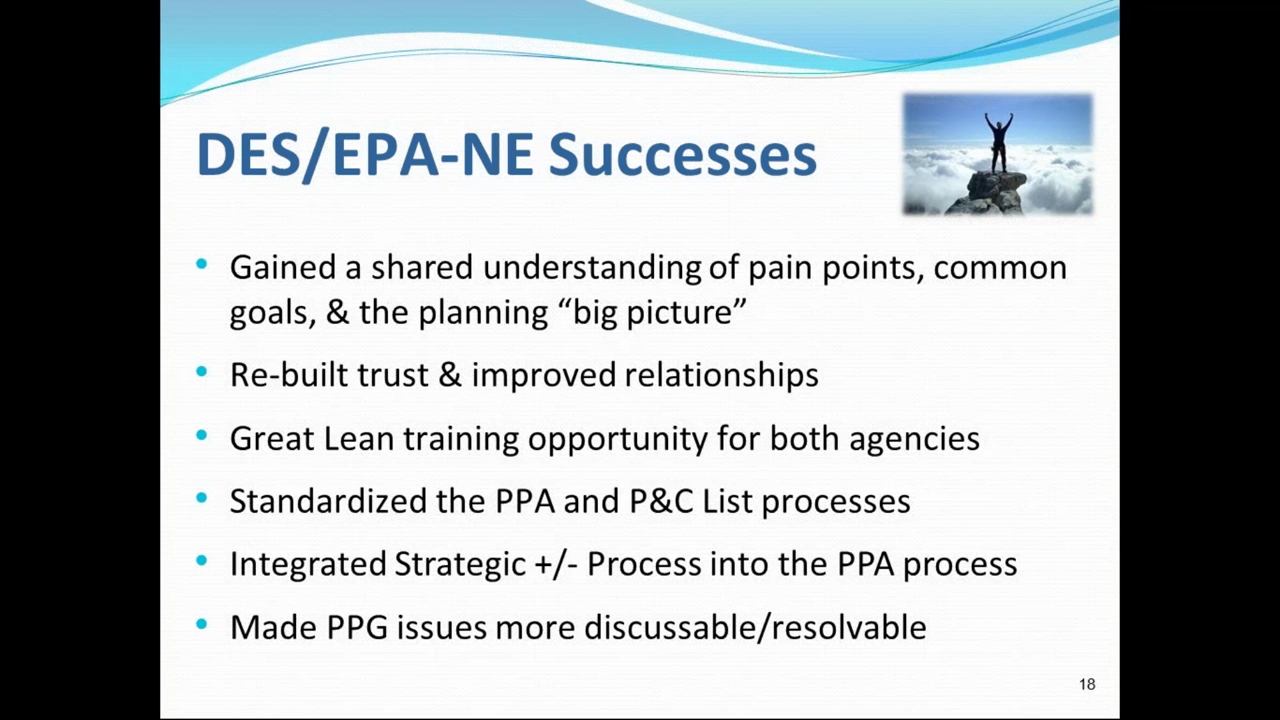 DES/EPA-NE Successes
• Gained a shared understanding of pain points, common
goals, & the planning “big picture”
• Re-built trust & improved relationships
• Great Lean training opportunity for both agencies
• Standardized the PPA and P&C List processes
• Integrated Strategic +/- Process into the PPA process
• Made PPG issues more discussable/resolvable
18